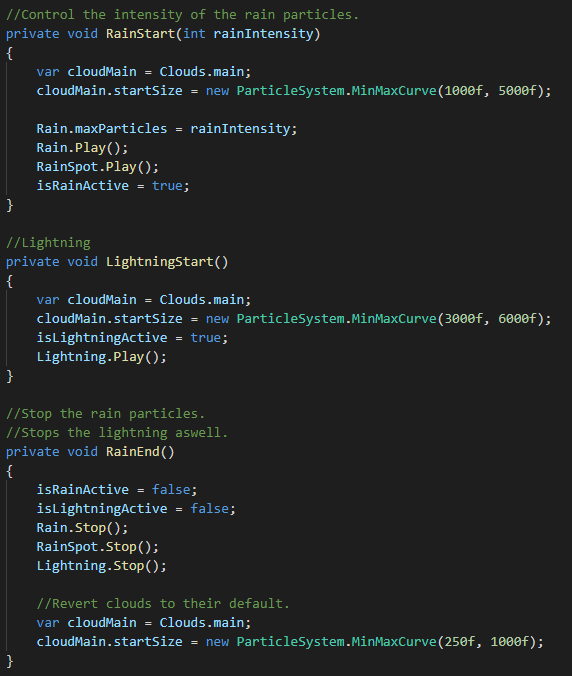 //Control the intensity of the rain particles.
private void RainStart(int rainIntensity)
{
var cloudMain = Clouds.main;
cloudMain.startSize = new ParticleSystem.MinMaxCurve(1000f, 5000f);
Rain.maxParticles = rainIntensity;
Rain.Play();
RainSpot.Play();
isRainActive = true;
}
//Lightning
private void LightningStart()
{
var cloudMain = Clouds.main;
cloudMain.startSize = new ParticleSystem.MinMaxCurve(3000f, 6000f);
isLightningActive = true;
Lightning.Play();
}
//Stop the rain particles.
//Stops the lightning aswell.
private void RainEnd()
{
isRainActive = false;
isLightningActive = false;
Rain.Stop();
RainSpot.Stop();
Lightning.Stop();
//Revert clouds to their default.
var cloudMain = Clouds.main;
cloudMain.startSize = new ParticleSystem.MinMaxCurve(250f, 1000f);
}